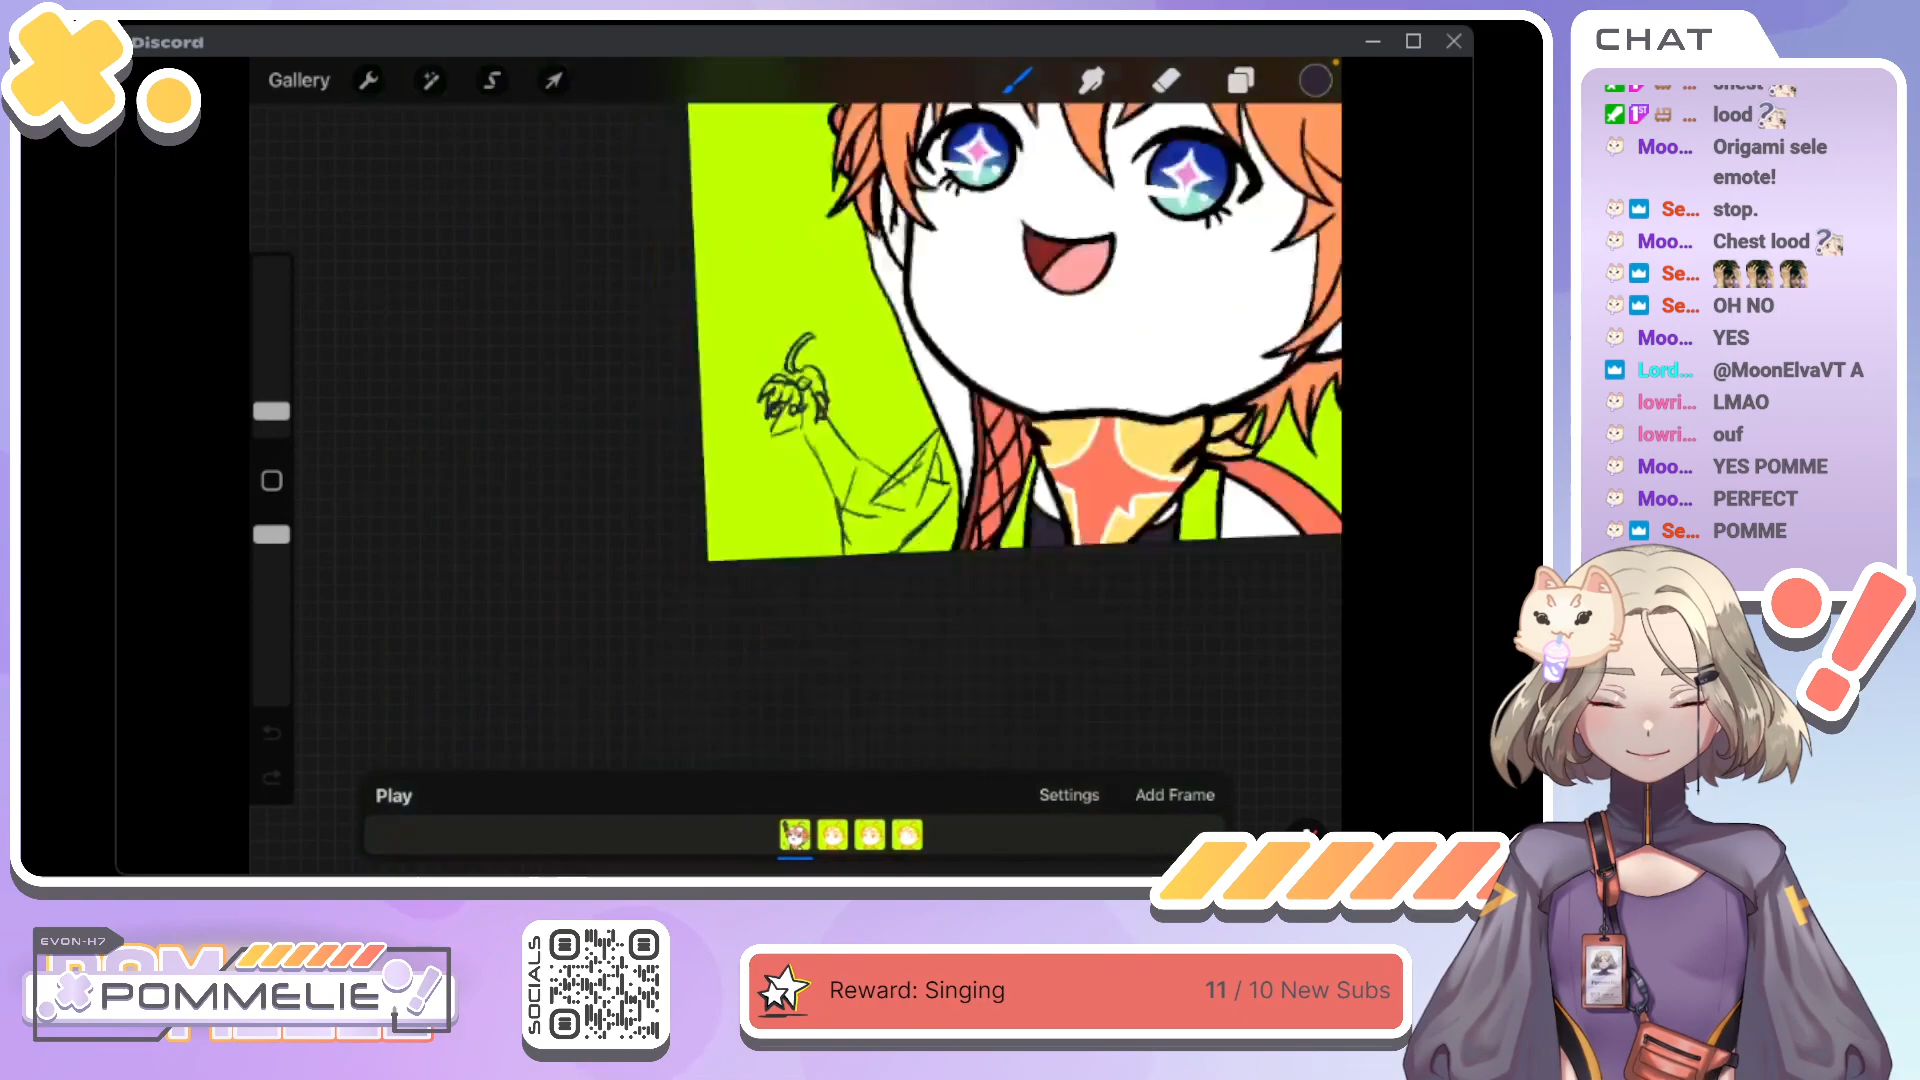 Discord
Gallery
CHAT
chest
lood
Moo... Origami sele
emote!
Se... stop.
Moo... Chest lood
Se...
Se... OH NO
Moo... YES
Lord... @MoonElvaVT A
lowri... LMAO
lowri... ouf
Moo... YES POMME
Moo... PERFECT
Se... POMME
Play
Settings
Add Frame
EVON-H7
POMMELIE
SOCIALS
Reward: Singing
11 / 10 New Subs